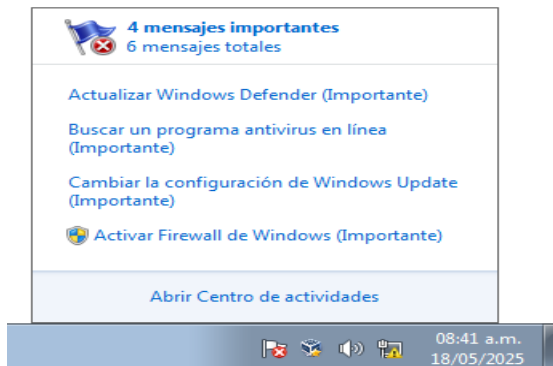 4 mensajes importantes
6 mensajes totales
Actualizar Windows Defender (Importante)
Buscar un programa antivirus en línea
(Importante)
Cambiar la configuración de Windows Update
(Importante)
Activar Firewall de Windows (Importante)
Abrir Centro de actividades
08:41 a.m.
18/05/2025